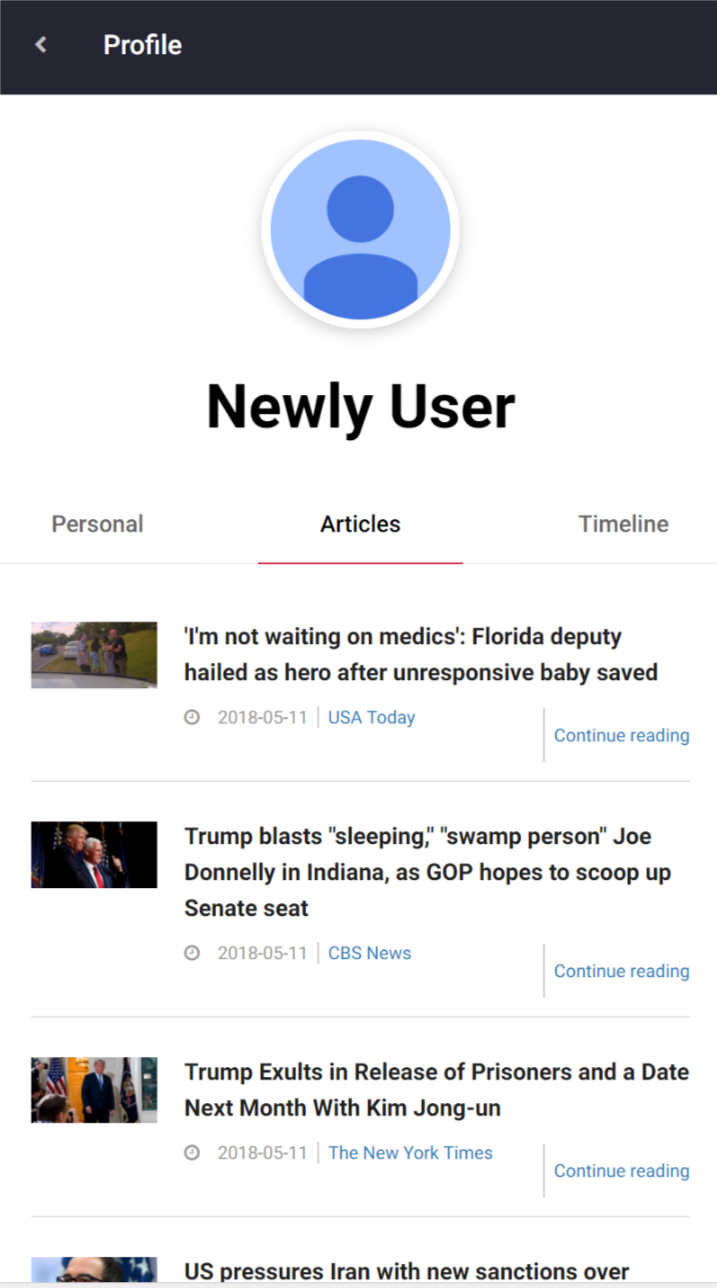 Profile
Newly User
Personal Articles Timeline
'I'm not waiting on medics': Florida deputy
hailed as hero after unresponsive baby saved
2018-05-11 USA Today
Continue reading
Trump blasts "sleeping," "swamp person" Joe
Donnelly in Indiana, as GOP hopes to scoop up
Senate seat
2018-05-11 CBS News
Continue reading
Trump Exults in Release of Prisoners and a Date
Next Month With Kim Jong-un
2018-05-11 The New York Times
Continue reading
US pressures Iran with new sanctions over